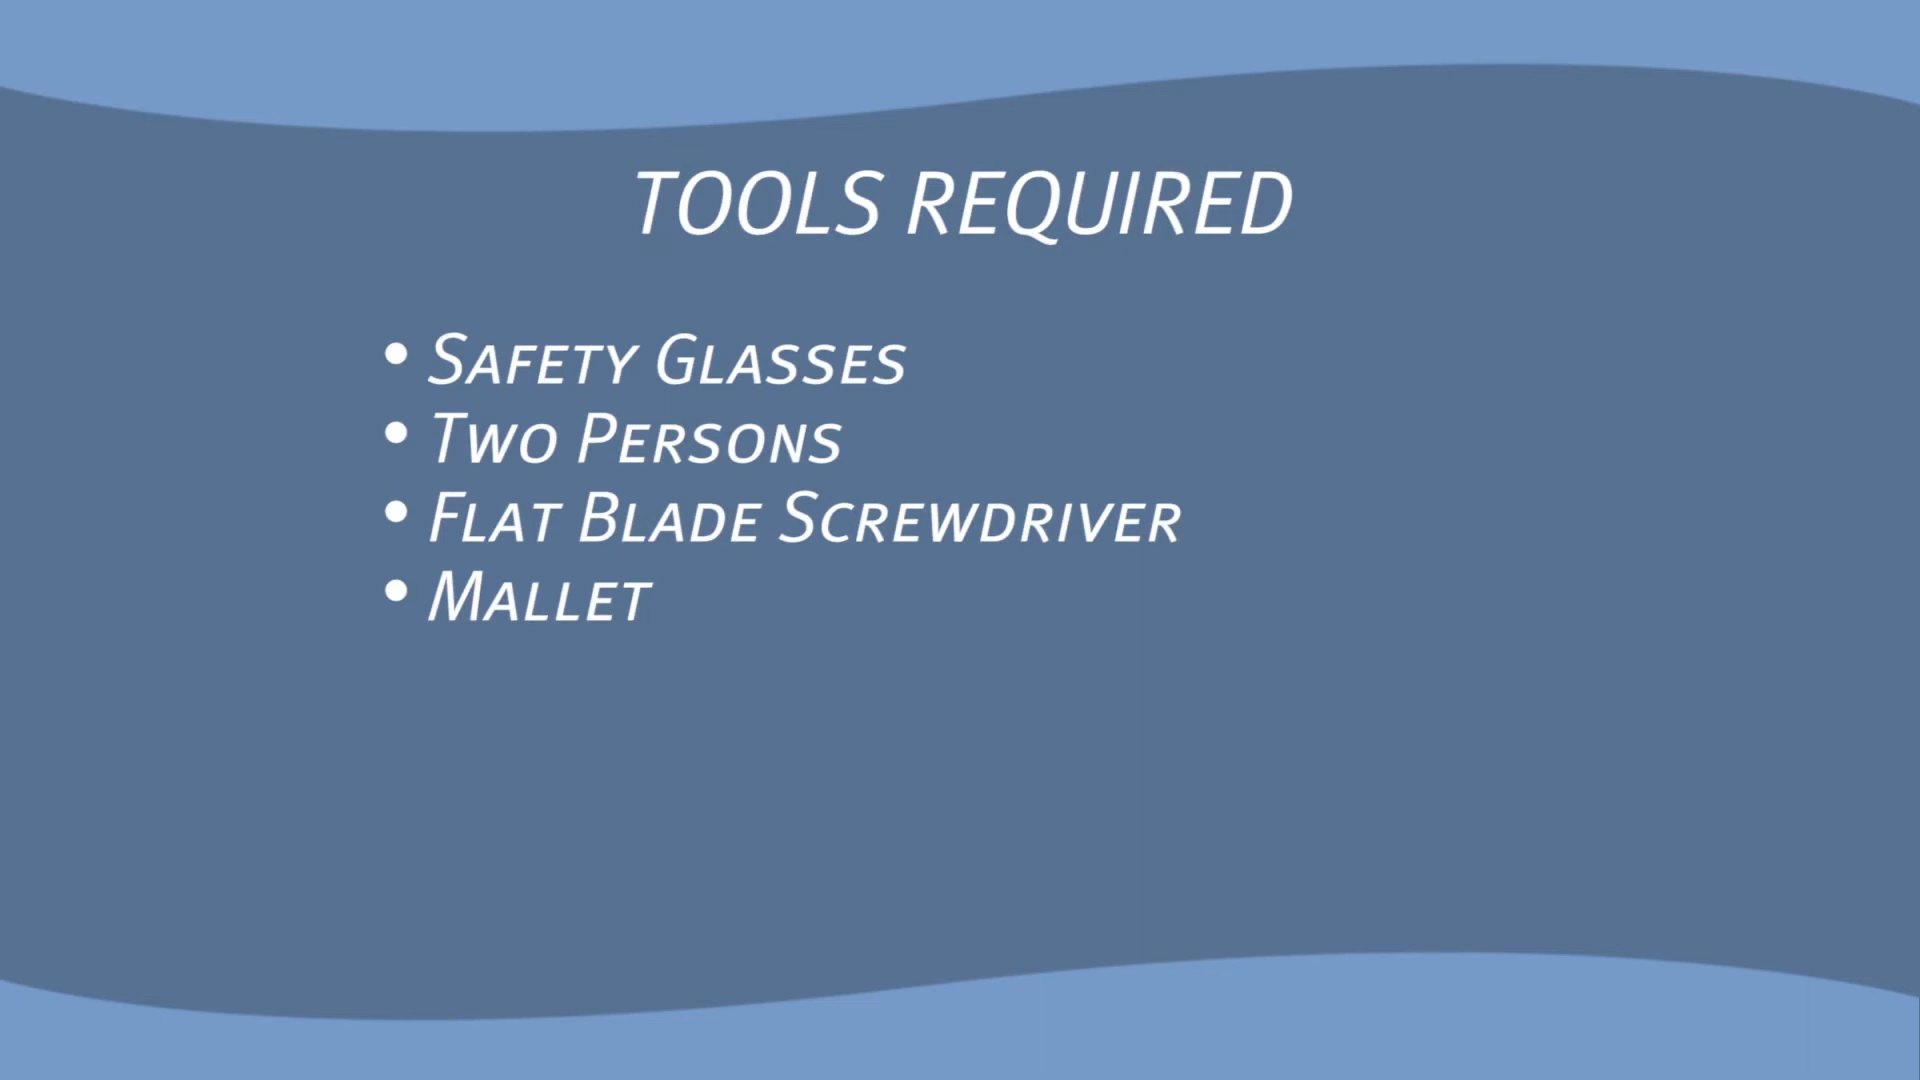 TOOLS REQUIRED
• Safety Glasses
• Two Persons
• Flat Blade Screwdriver
• Mallet